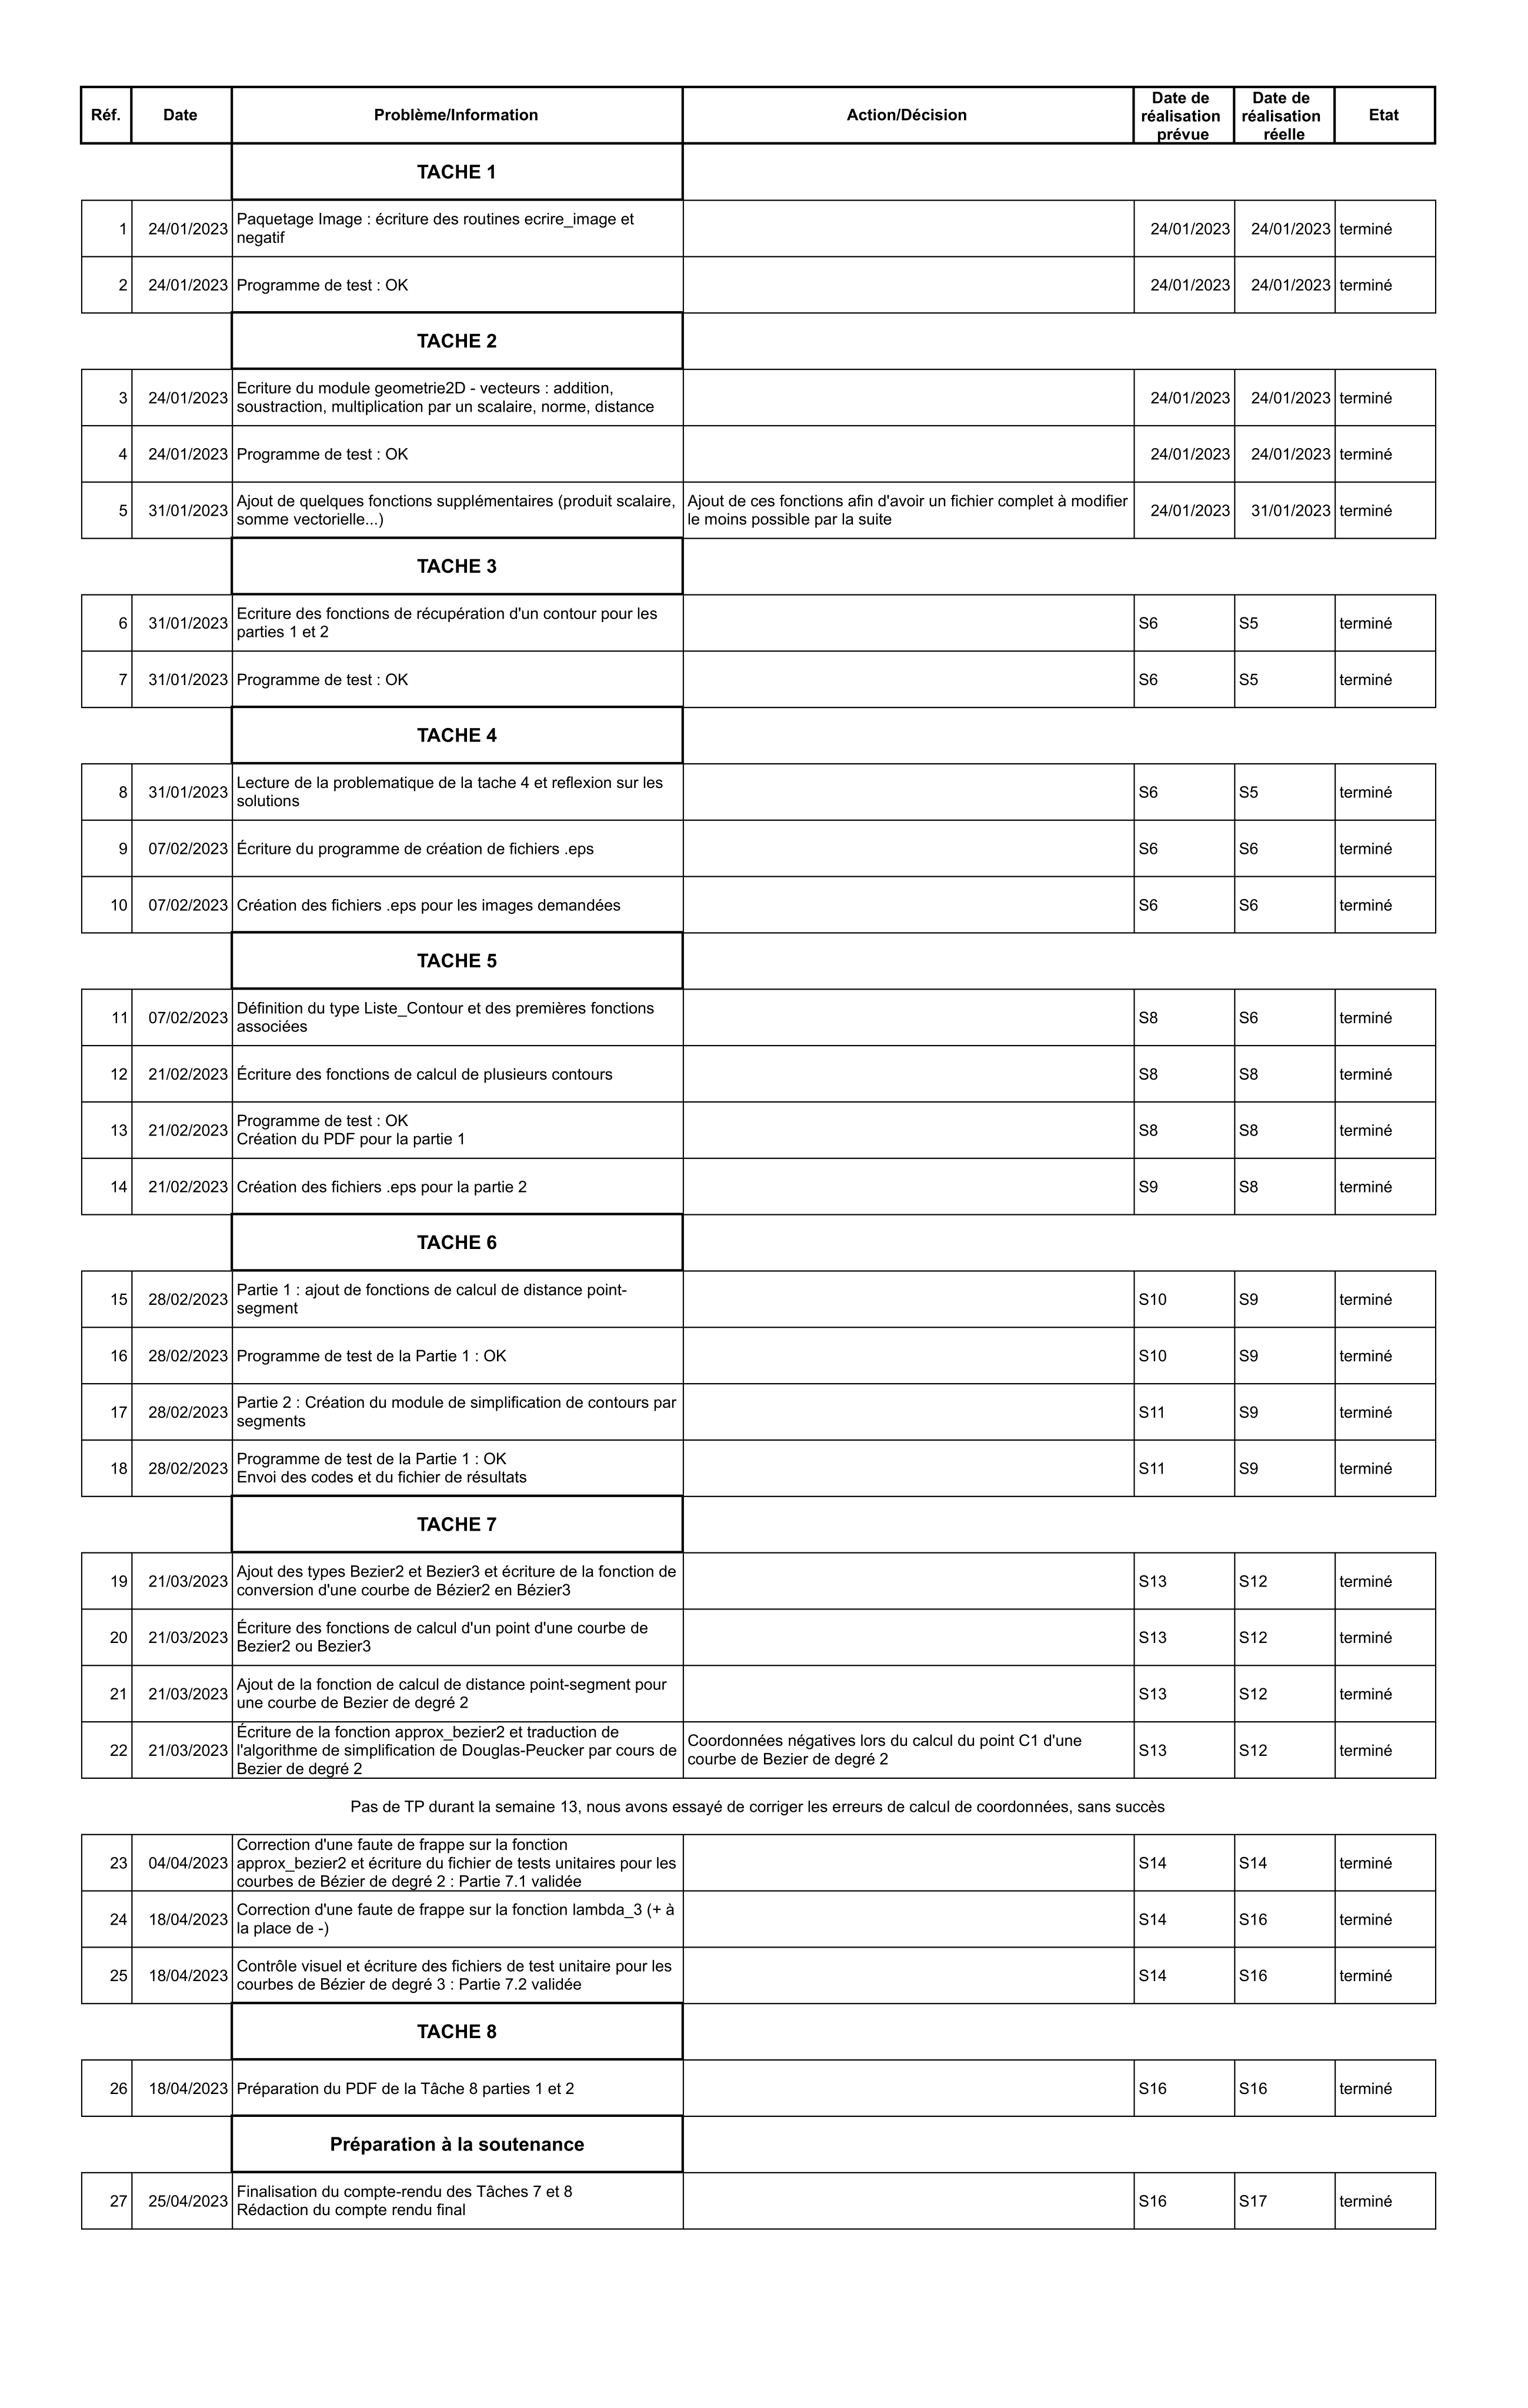 Réf. Date Problème/Information Action/Décision Date de réalisation prévue Date de réalisation réelle Etat
TACHE 1
1 24/01/2023 Paquetage Image : écriture des routines ecrire_image et
negatif 24/01/2023 24/01/2023 terminé
2 24/01/2023 Programme de test : OK 24/01/2023 24/01/2023 terminé
TACHE 2
3 24/01/2023 Ecriture du module geometrie2D - vecteurs : addition,
soustraction, multiplication par un scalaire, norme, distance 24/01/2023 24/01/2023 terminé
4 24/01/2023 Programme de test : OK 24/01/2023 24/01/2023 terminé
5 31/01/2023 Ajout de quelques fonctions supplémentaires (produit scalaire,
somme vectorielle...) Ajout de ces fonctions afin d'avoir un fichier complet à modifier
le moins possible par la suite 24/01/2023 31/01/2023 terminé
TACHE 3
6 31/01/2023 Ecriture des fonctions de récupération d'un contour pour les
parties 1 et 2 S6 S5 terminé
7 31/01/2023 Programme de test : OK S6 S5 terminé
TACHE 4
8 31/01/2023 Lecture de la problematique de la tache 4 et reflexion sur les
solutions S6 S5 terminé
9 07/02/2023 Écriture du programme de création de fichiers .eps S6 S6 terminé
10 07/02/2023 Création des fichiers .eps pour les images demandées S6 S6 terminé
TACHE 5
11 07/02/2023 Définition du type Liste_Contour et des premières fonctions
associées S8 S6 terminé
12 21/02/2023 Écriture des fonctions de calcul de plusieurs contours S8 S8 terminé
13 21/02/2023 Programme de test : OK
Création du PDF pour la partie 1 S8 S8 terminé
14 21/02/2023 Création des fichiers .eps pour la partie 2 S9 S8 terminé
TACHE 6
15 28/02/2023 Partie 1 : ajout de fonctions de calcul de distance point-
segment S10 S9 terminé
16 28/02/2023 Programme de test de la Partie 1 : OK S10 S9 terminé
17 28/02/2023 Partie 2 : Création du module de simplification de contours par
segments S11 S9 terminé
18 28/02/2023 Programme de test de la Partie 1 : OK
Envoi des codes et du fichier de résultats S11 S9 terminé
TACHE 7
19 21/03/2023 Ajout des types Bezier2 et Bezier3 et écriture de la fonction de
conversion d'une courbe de Bézier2 en Bézier3 S13 S12 terminé
20 21/03/2023 Écriture des fonctions de calcul d'un point d'une courbe de
Bezier2 ou Bezier3 S13 S12 terminé
21 21/03/2023 Ajout de la fonction de calcul de distance point-segment pour
une courbe de Bezier de degré 2 S13 S12 terminé
22 21/03/2023 Écriture de la fonction approx_bezier2 et traduction de
l'algorithme de simplification de Douglas-Peucker par cours de
Bezier de degré 2 Coordonnées négatives lors du calcul du point C1 d'une
courbe de Bezier de degré 2 S13 S12 terminé
Pas de TP durant la semaine 13, nous avons essayé de corriger les erreurs de calcul de coordonnées, sans succès
23 04/04/2023 Correction d'une faute de frappe sur la fonction
approx_bezier2 et écriture du fichier de tests unitaires pour les
courbes de Bézier de degré 2 : Partie 7.1 validée S14 S14 terminé
24 18/04/2023 Correction d'une faute de frappe sur la fonction lambda_3 (+ à
la place de -) S14 S16 terminé
25 18/04/2023 Contrôle visuel et écriture des fichiers de test unitaire pour les
courbes de Bézier de degré 3 : Partie 7.2 validée S14 S16 terminé
TACHE 8
26 18/04/2023 Préparation du PDF de la Tâche 8 parties 1 et 2 S16 S16 terminé
Préparation à la soutenance
27 25/04/2023 Finalisation du compte-rendu des Tâches 7 et 8
Rédaction du compte rendu final S16 S17 terminé